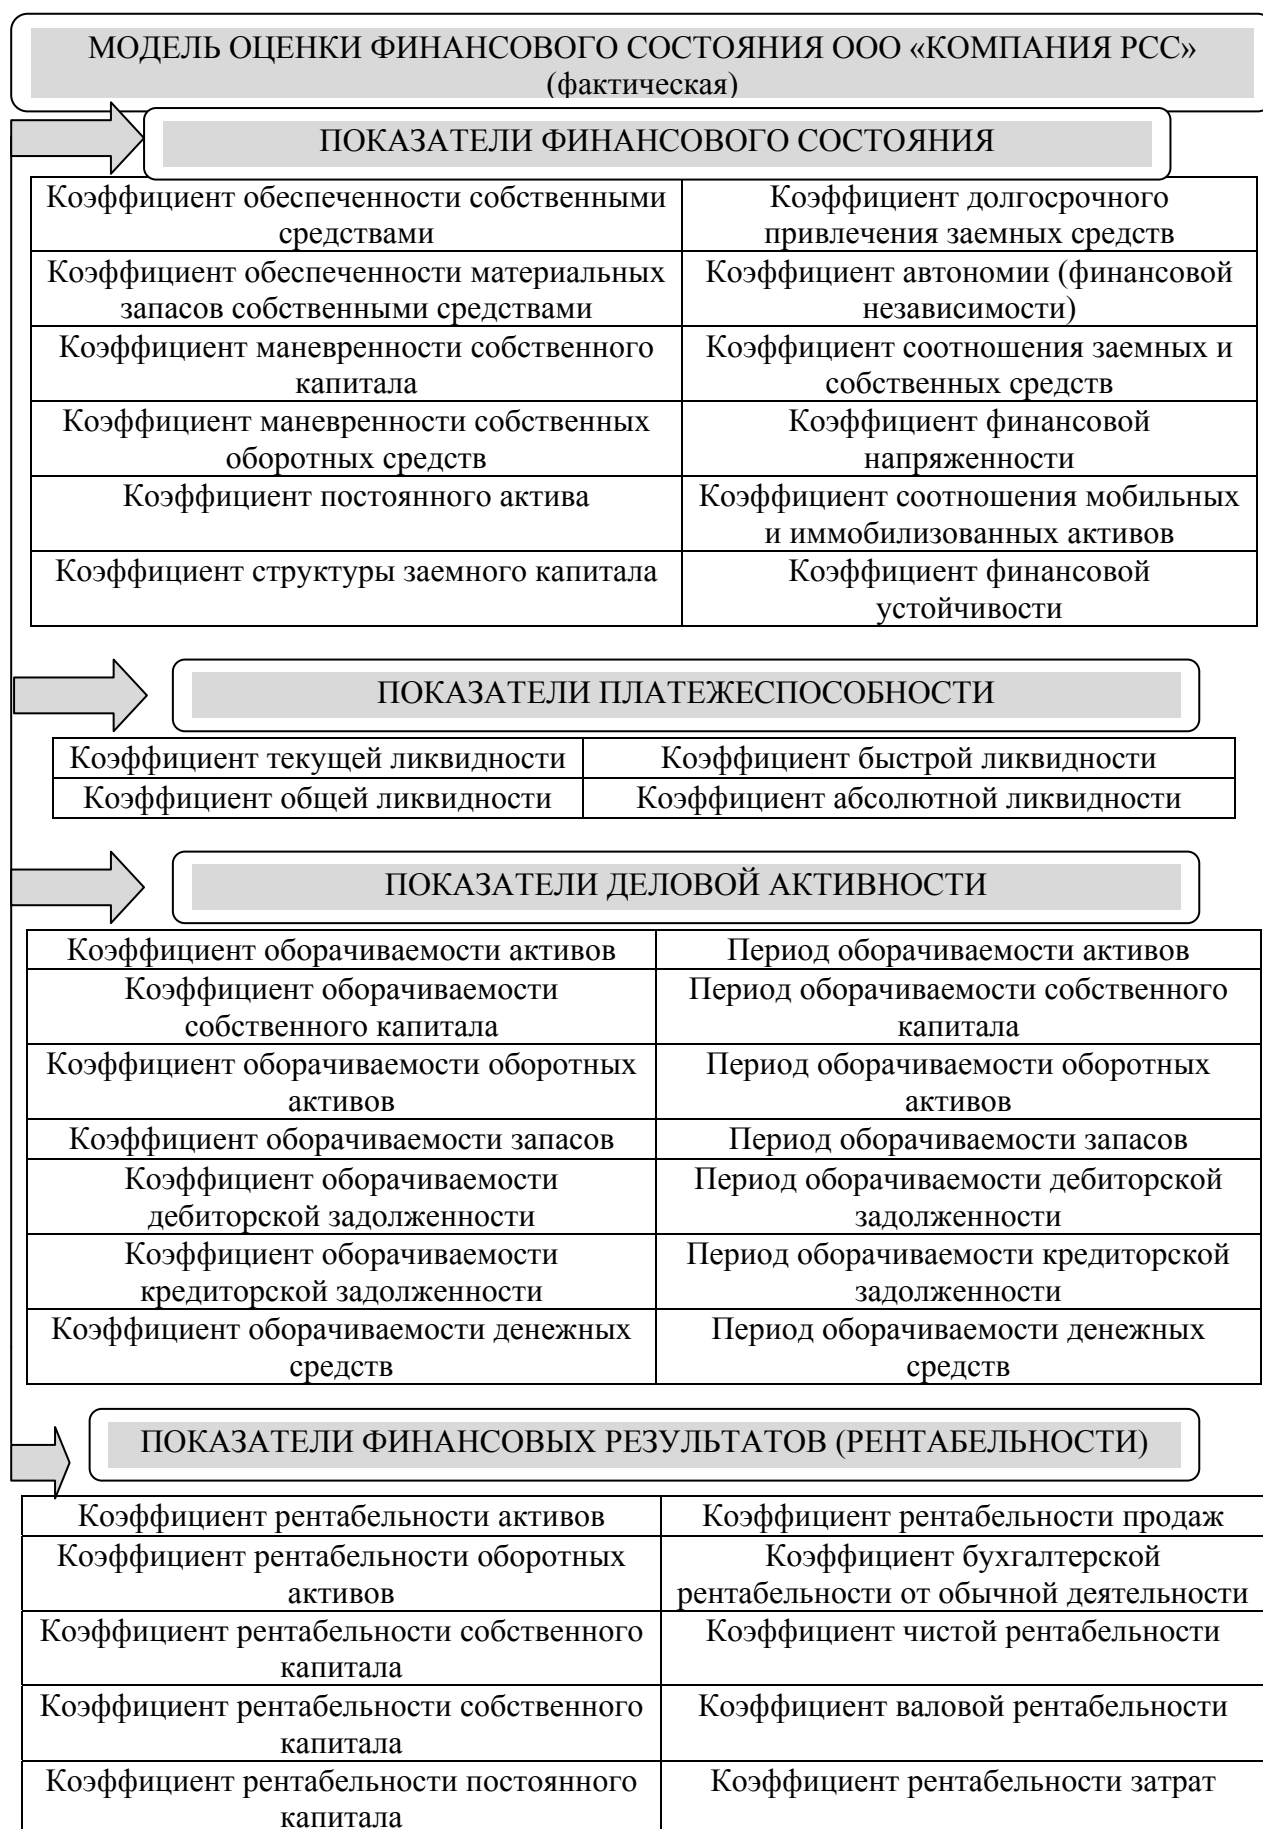 МОДЕЛЬ ОЦЕНКИ ФИНАНСОВОГО СОСТОЯНИЯ ООО «КОМПАНИЯ РСС»
(фактическая)
ПОКАЗАТЕЛИ ФИНАНСОВОГО СОСТОЯНИЯ
Коэффициент обеспеченности собственными
средствами
Коэффициент долгосрочного
привлечения заемных средств
Коэффициент обеспеченности материальных
запасов собственными средствами
Коэффициент автономии (финансовой
независимости)
Коэффициент маневренности собственного
капитала
Коэффициент соотношения заемных и
собственных средств
Коэффициент маневренности собственных
оборотных средств
Коэффициент финансовой
напряженности
Коэффициент постоянного актива
Коэффициент соотношения мобильных
и иммобилизованных активов
Коэффициент структуры заемного капитала
Коэффициент финансовой
устойчивости
ПОКАЗАТЕЛИ ПЛАТЕЖЕСПОСОБНОСТИ
Коэффициент текущей ликвидности
Коэффициент быстрой ликвидности
Коэффициент общей ликвидности
Коэффициент абсолютной ликвидности
ПОКАЗАТЕЛИ ДЕЛОВОЙ АКТИВНОСТИ
Коэффициент оборачиваемости активов
Период оборачиваемости активов
Коэффициент оборачиваемости
собственного капитала
Период оборачиваемости собственного
капитала
Коэффициент оборачиваемости оборотных
активов
Период оборачиваемости оборотных
активов
Коэффициент оборачиваемости запасов
Период оборачиваемости запасов
Коэффициент оборачиваемости
дебиторской задолженности
Период оборачиваемости дебиторской
задолженности
Коэффициент оборачиваемости
кредиторской задолженности
Период оборачиваемости кредиторской
задолженности
Коэффициент оборачиваемости денежных
средств
Период оборачиваемости денежных
средств
ПОКАЗАТЕЛИ ФИНАНСОВЫХ РЕЗУЛЬТАТОВ (РЕНТАБЕЛЬНОСТИ)
Коэффициент рентабельности активов
Коэффициент рентабельности продаж
Коэффициент рентабельности оборотных
активов
Коэффициент бухгалтерской
рентабельности от обычной деятельности
Коэффициент рентабельности собственного
капитала
Коэффициент чистой рентабельности
Коэффициент рентабельности собственного
капитала
Коэффициент валовой рентабельности
Коэффициент рентабельности постоянного
капитала
Коэффициент рентабельности затрат